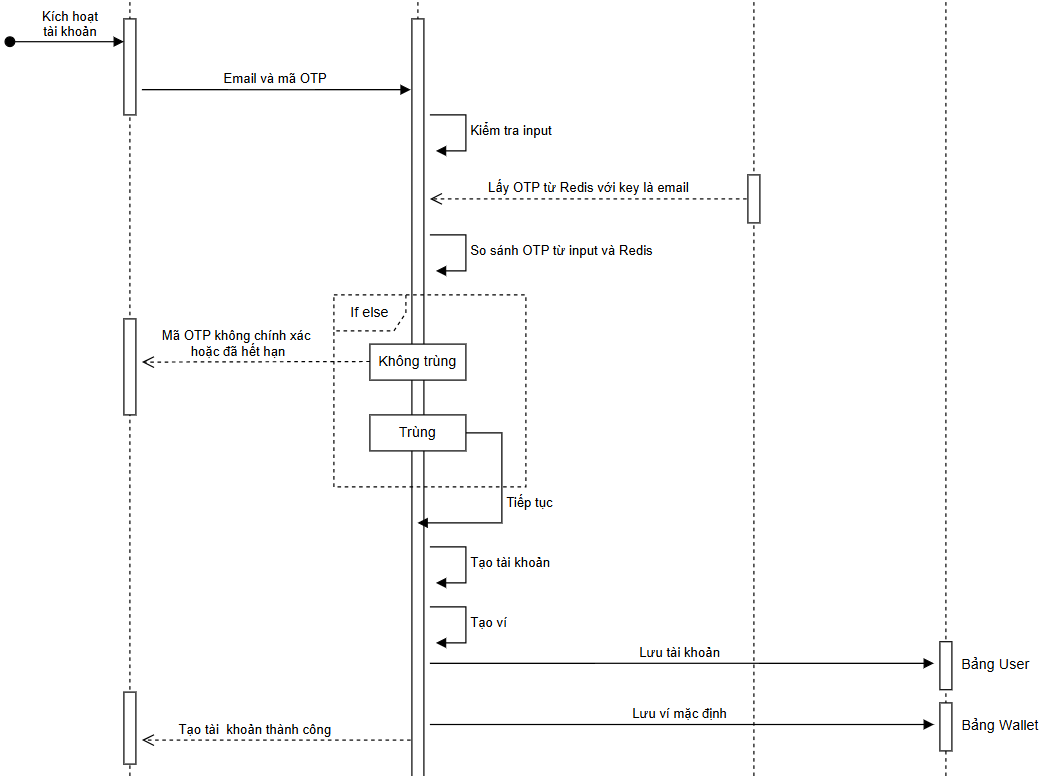 Kích hoạt
tài khoản
Email và mã OTP
Kiểm tra input
Lấy OTP từ Redis với key là email
So sánh OTP từ input và Redis
If else
Mã OTP không chính xác
hoặc đã hết hạn
Không trùng
Trùng
Tiếp tục
Tạo tài khoản
Tạo ví
Lưu tài khoản
Bảng User
Lưu ví mặc định
Bảng Wallet
Tạo tài khoản thành công